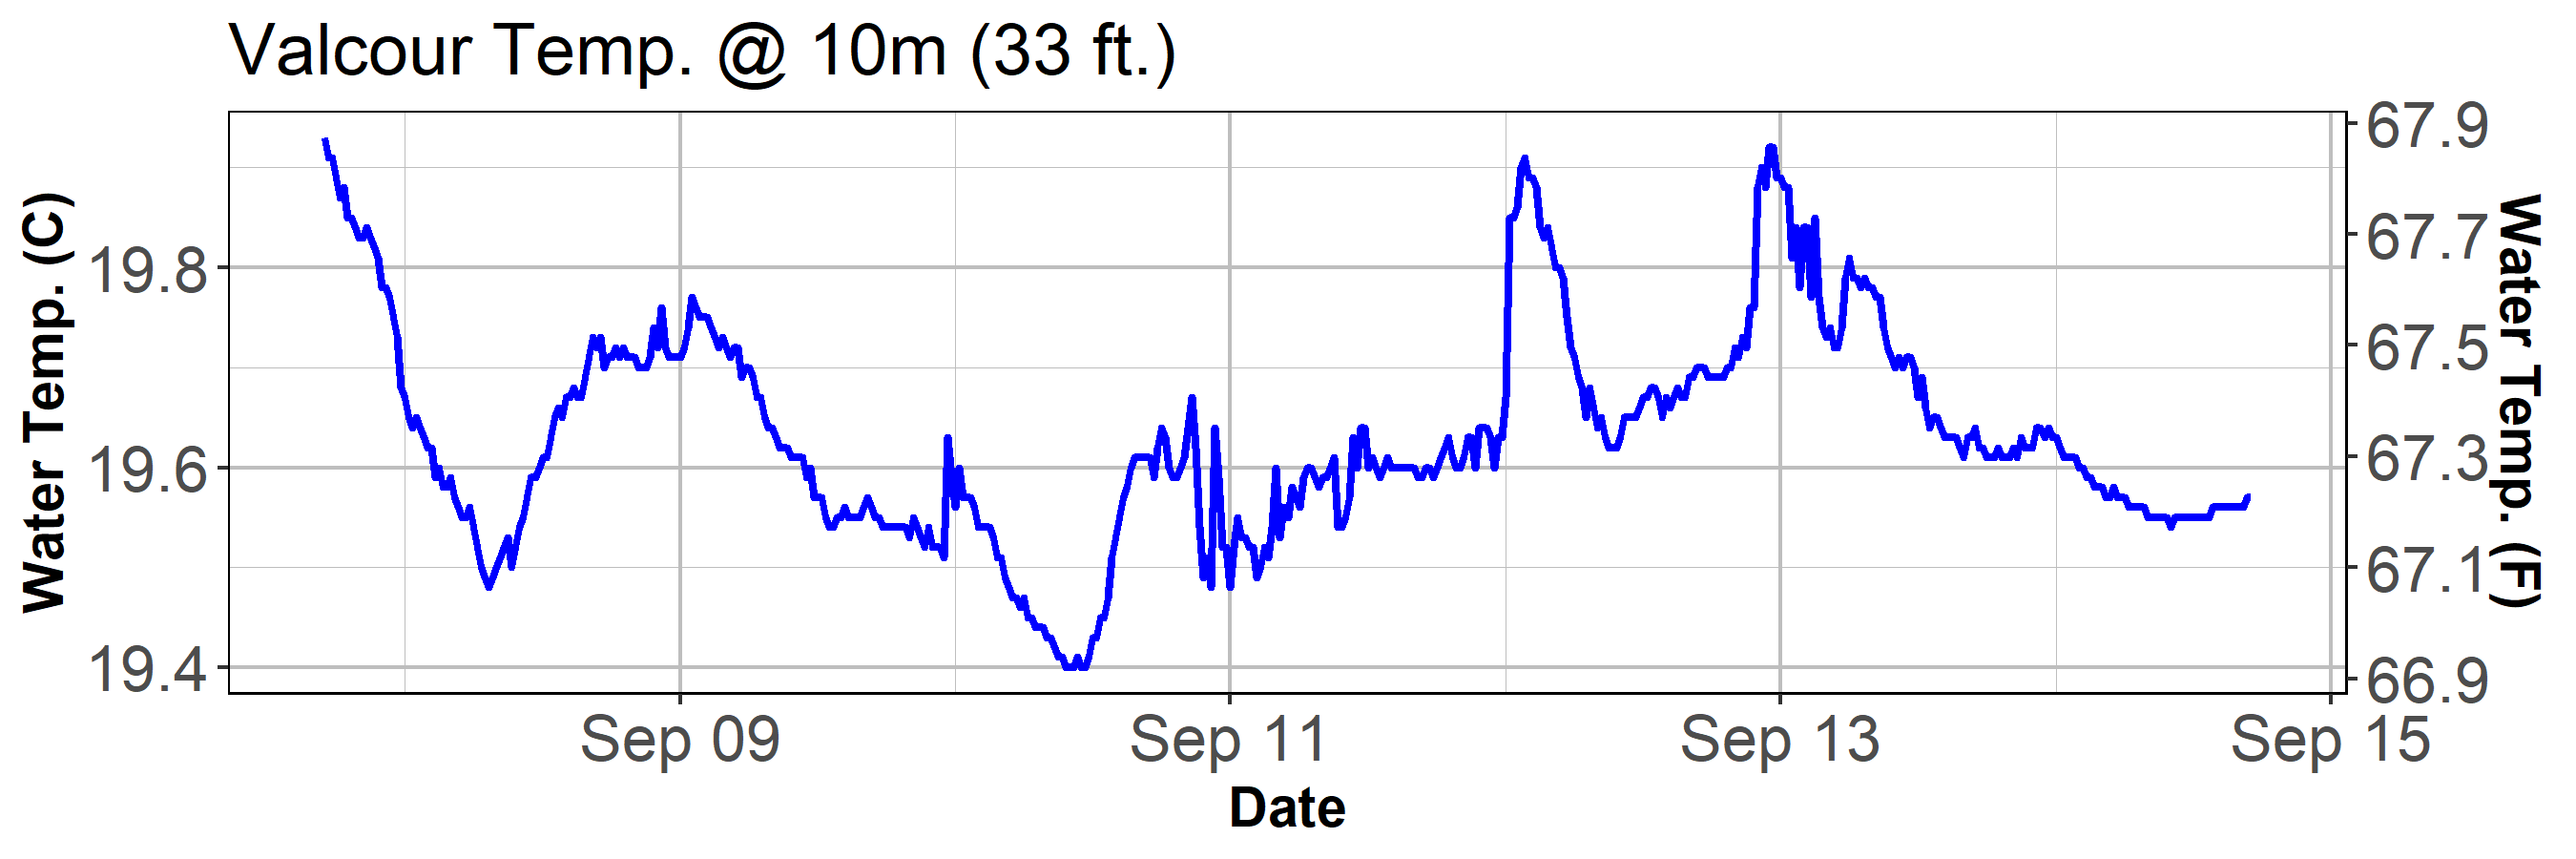 Valcour Temp. @ 10m (33 ft.)
Water Temp. (C)
19.8
19.6
19.4
67.9
67.7
67.5
67.3
67.1
66.9
Water Temp. (F)
Sep 09 Sep 11 Sep 13 Sep 15
Date